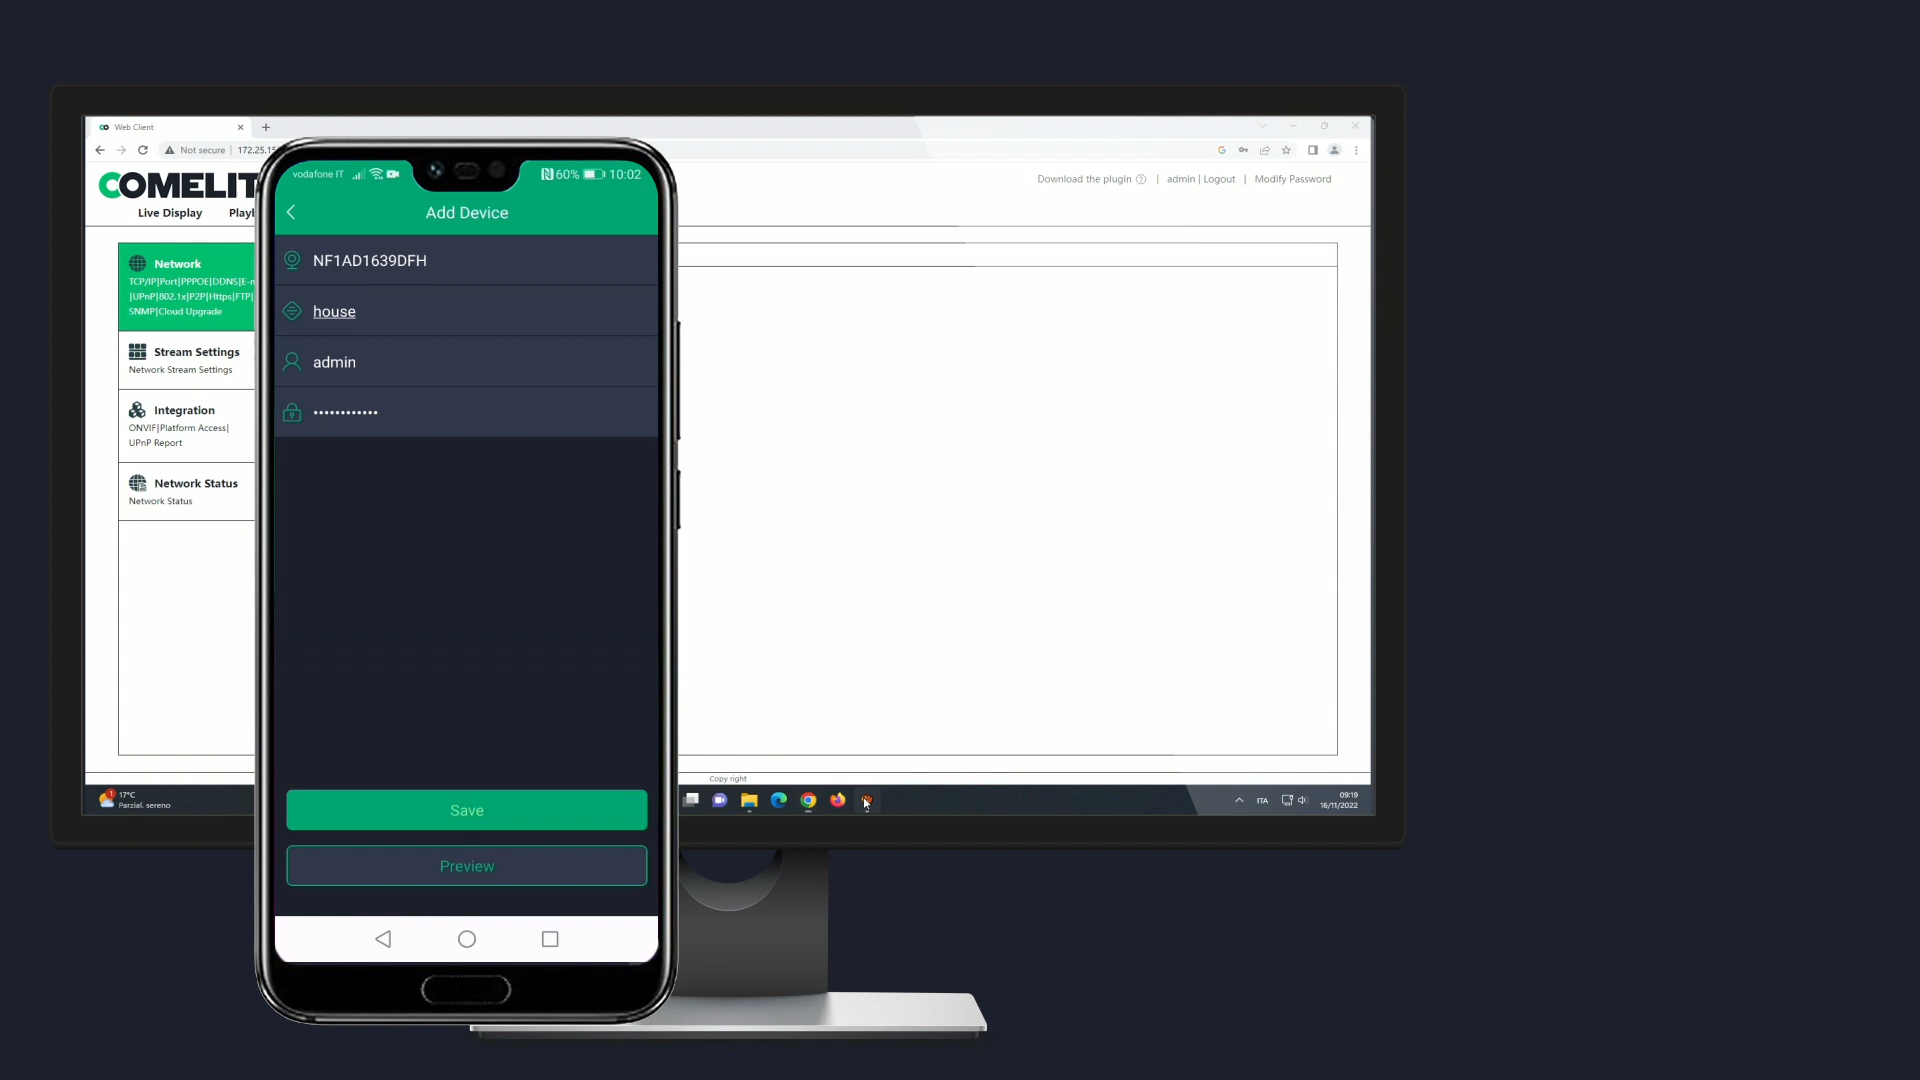 Web Client
Not secure | 172.25.15
COMELIT
Live Display
Download the plugin
| admin | Logout | Modify Password
Network
TCP/IP|Port|PPPOE|DDNS|E-m
|UPnP|802.1x|P2P|Https|FTP|
SNMP|Cloud Upgrade
Stream Settings
Network Stream Settings
Integration
ONVIF|Platform Access|
UPnP Report
Network Status
Network Status
vodafone IT
60%
10:02
Add Device
NF1AD1639DFH
house
admin
••••••••••••
Save
Preview
Copy right
1
17°C
Parzial. sereno
ITA
09:19
16/11/2022